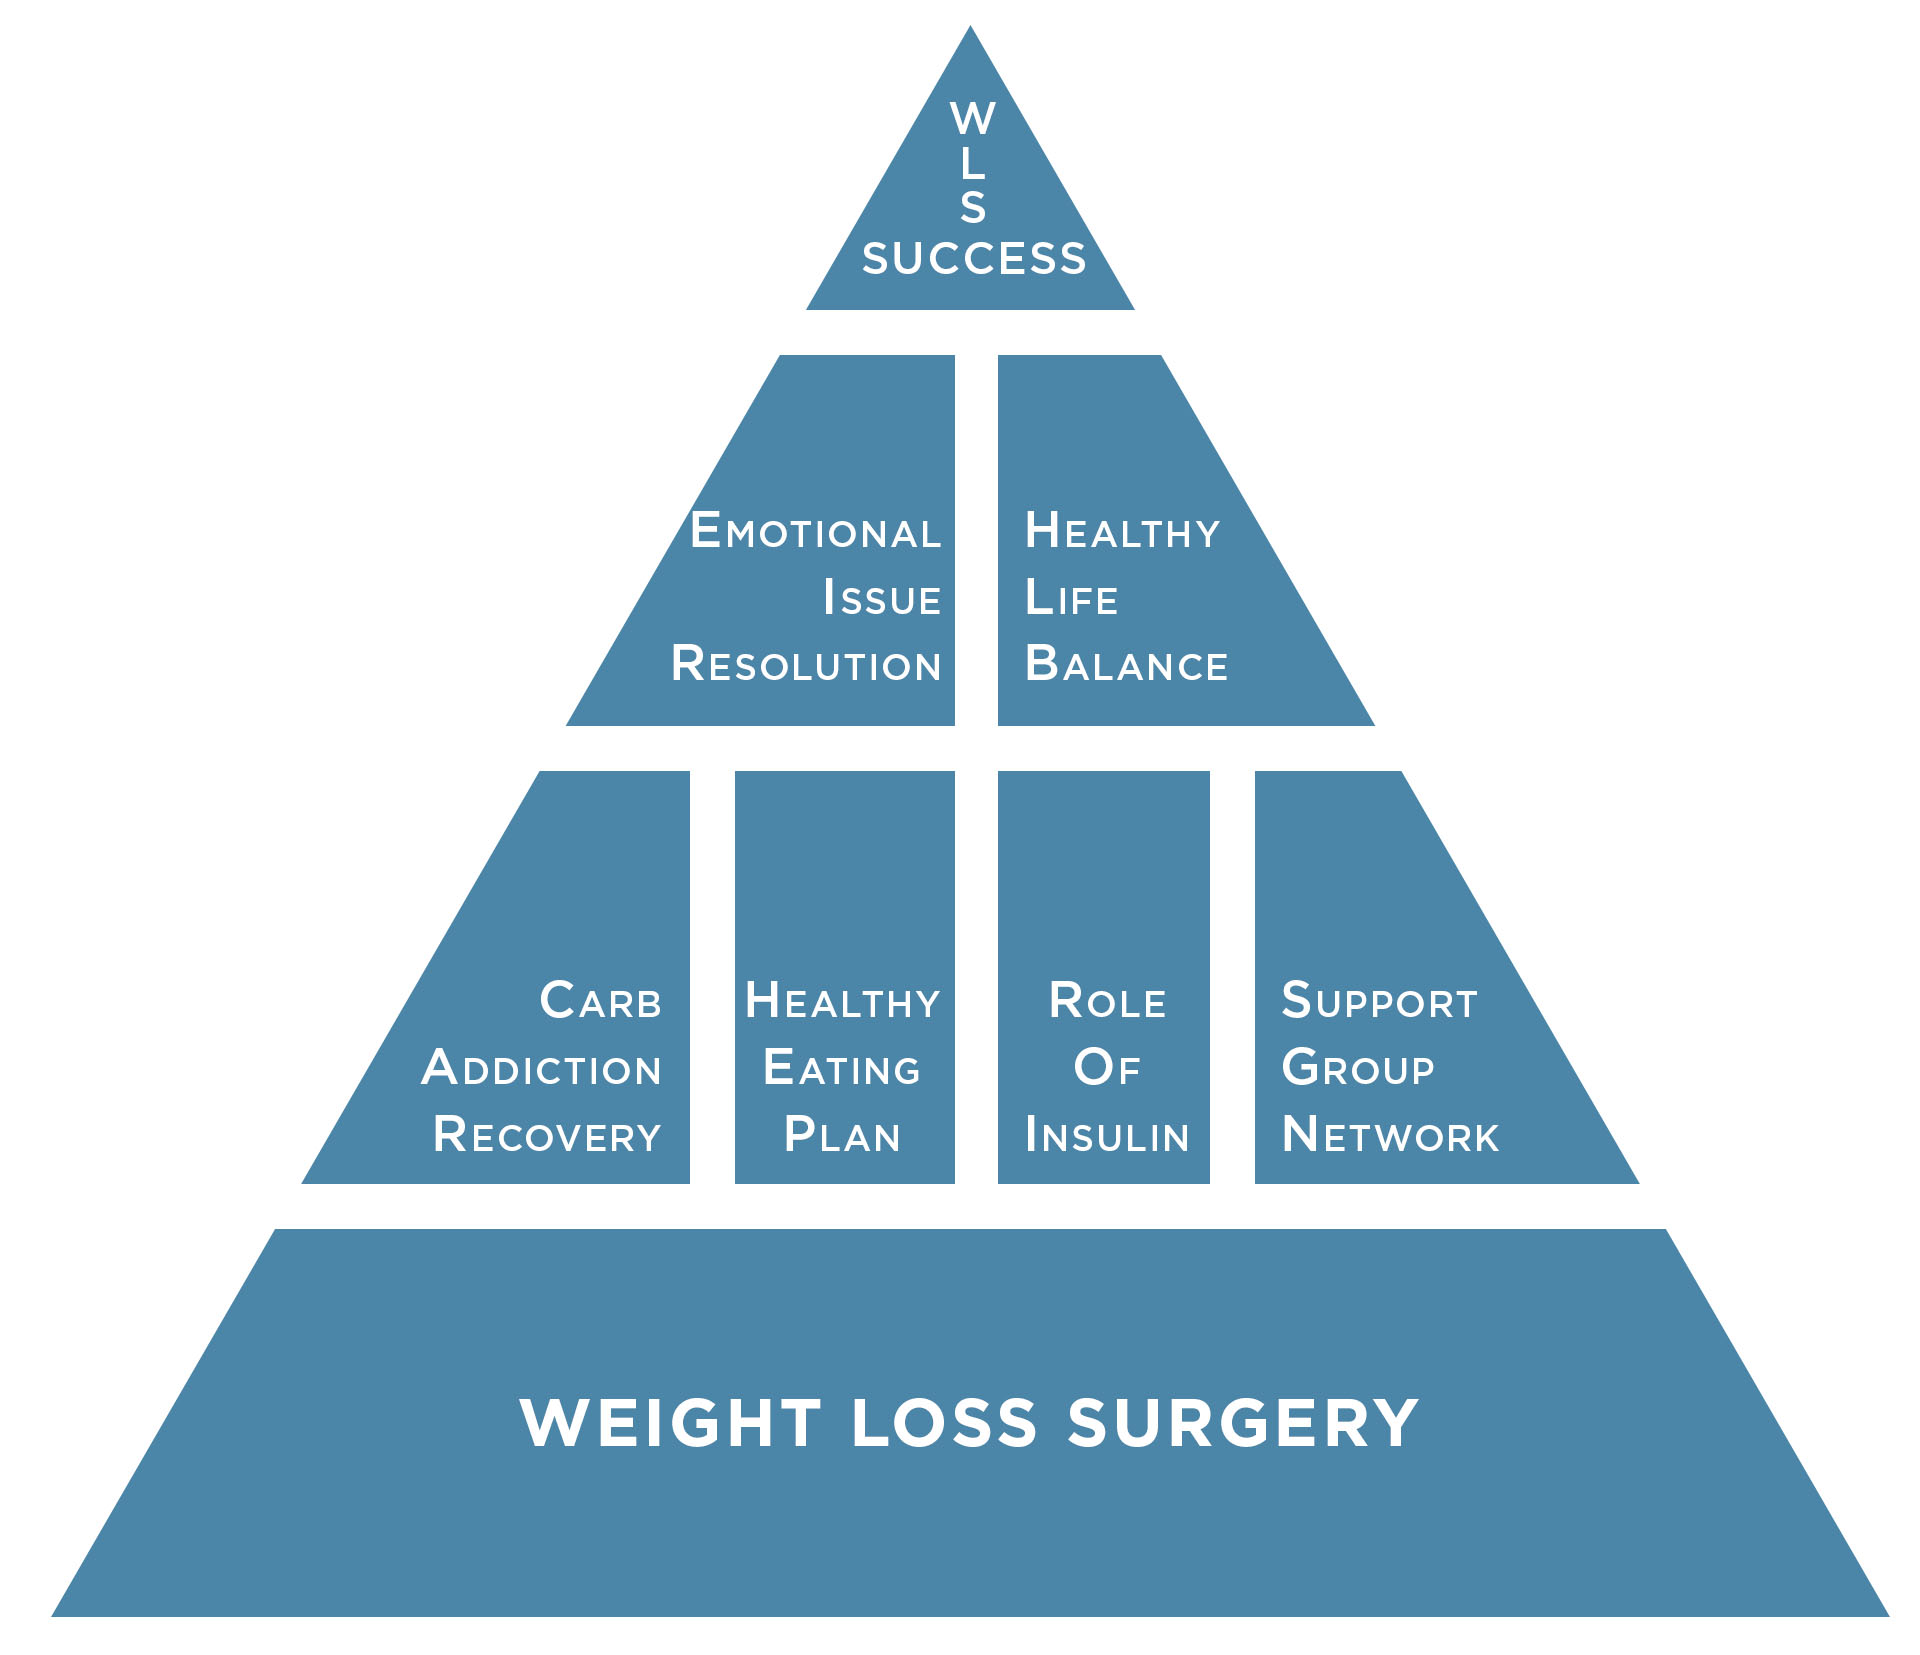 W
L
S
SUCCESS
EMOTIONAL
ISSUE
RESOLUTION
HEALTHY
LIFE
BALANCE
CARB
ADDICTION
RECOVERY
HEALTHY
EATING
PLAN
ROLE
OF
INSULIN
SUPPORT
GROUP
NETWORK
WEIGHT LOSS SURGERY